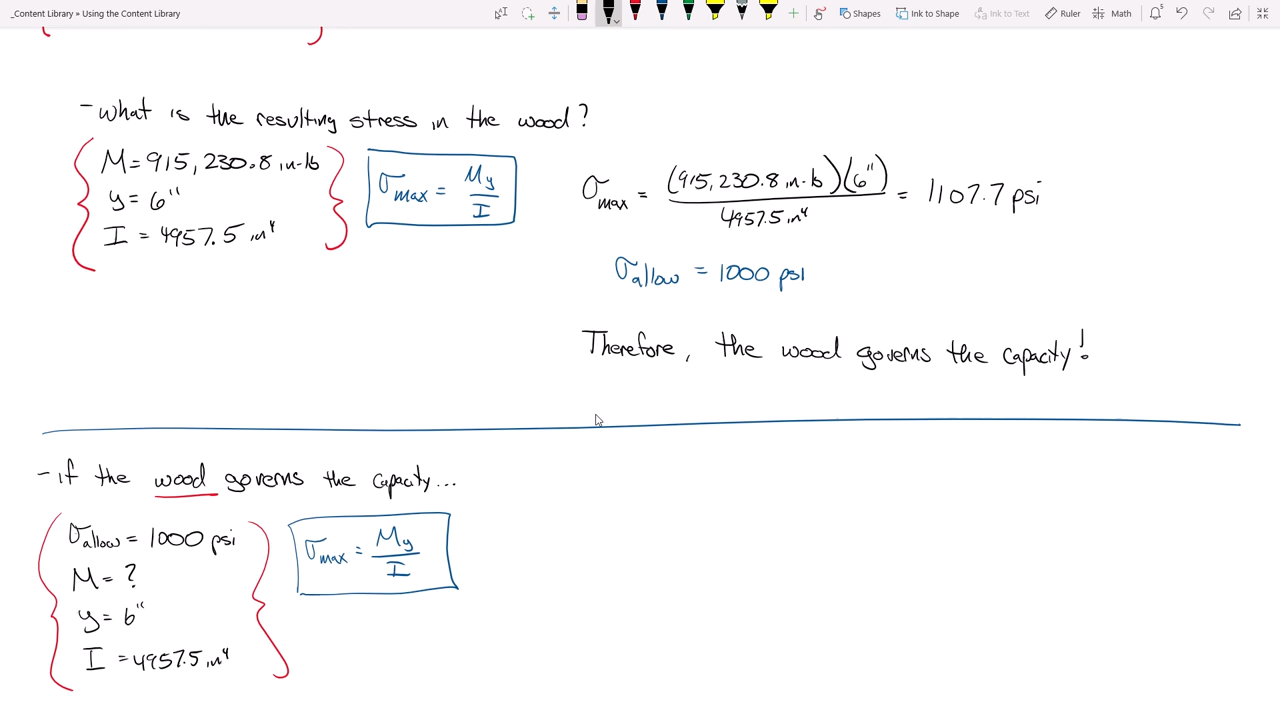 _Content Library » Using the Content Library
Shapes
Ink to Shape
Ink to Text
Ruler
Math
5
- what is the resulting stress in the wood?
M = 915,230.8 in-lb
y = 6"
I = 4957.5 in⁴
σmax = My/I
σmax = (915,230.8 in-lb)(6")/4957.5 in⁴ = 1107.7 psi
σallow = 1000 psi
Therefore, the wood governs the capacity!
- if the wood governs the capacity...
σallow = 1000 psi
M = ?
y = 6"
I = 4957.5 in⁴
σmax = My/I